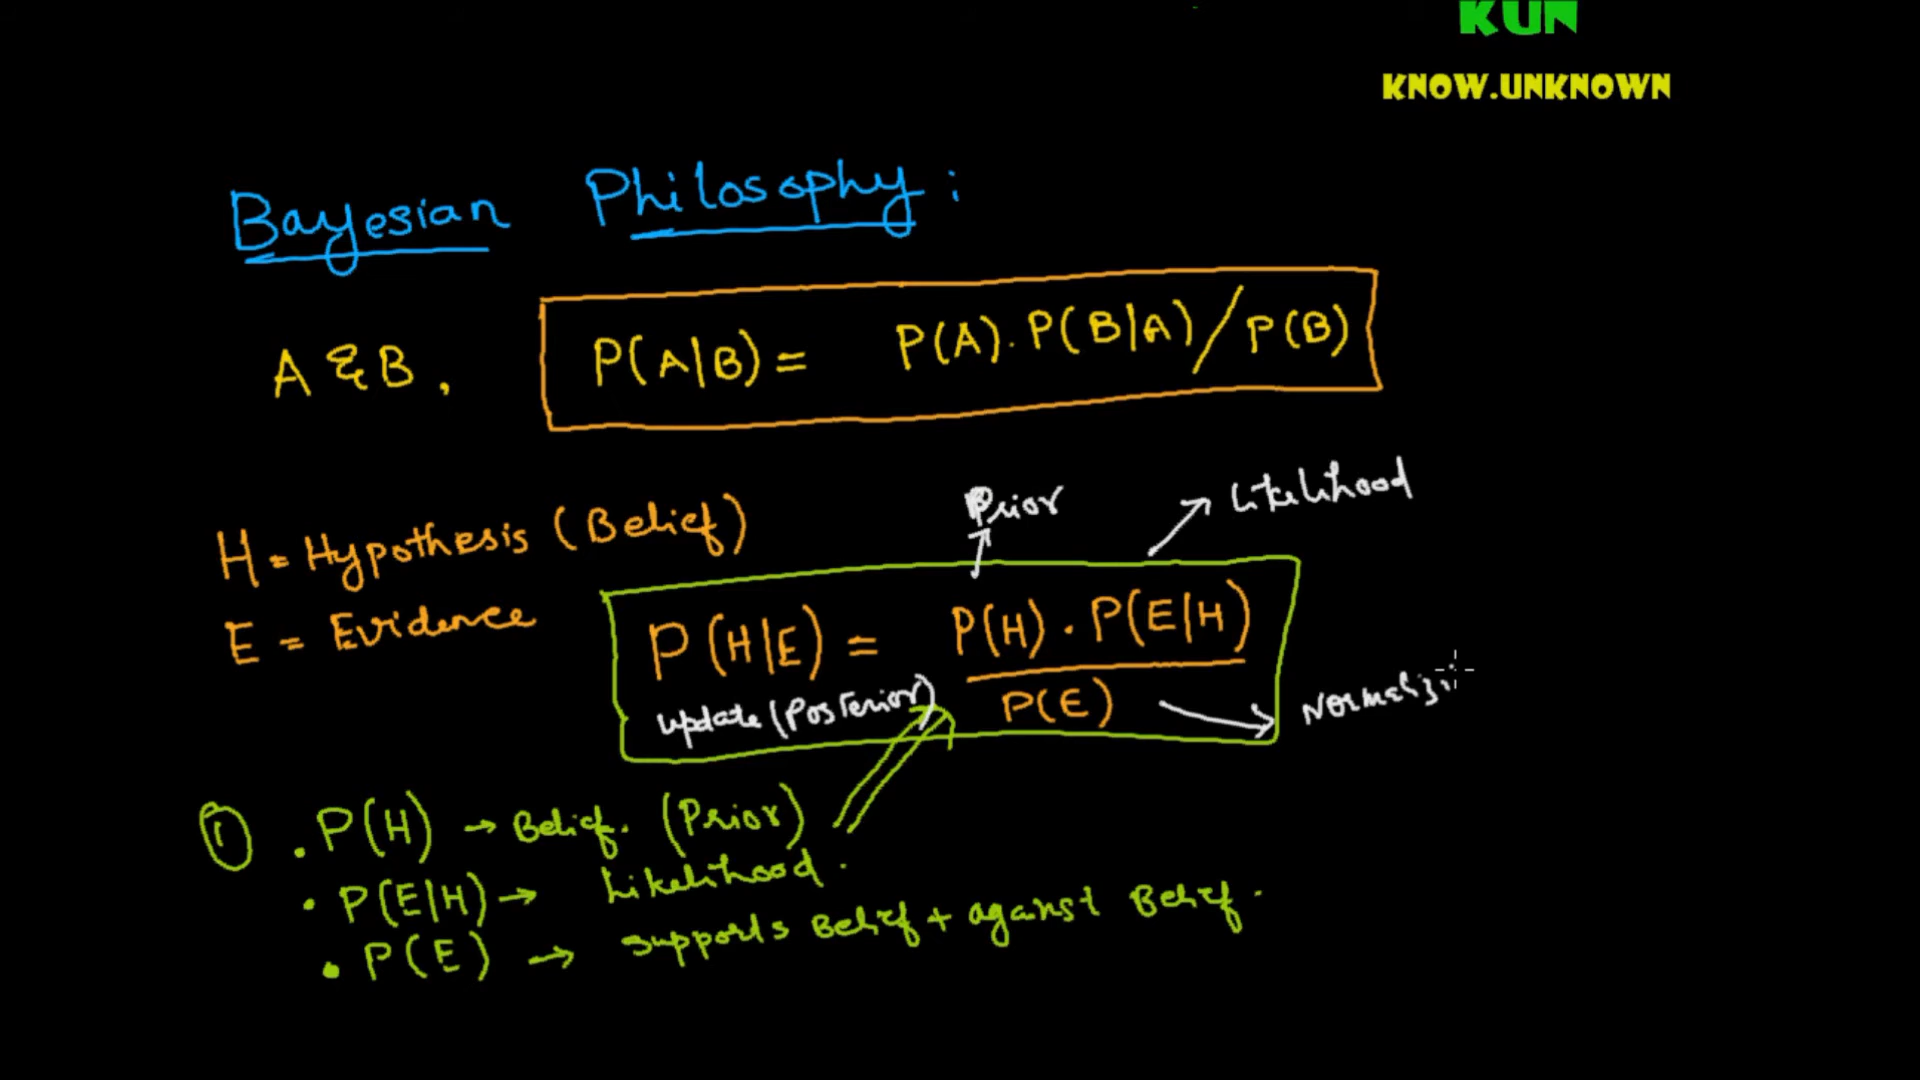 KUN
KNOW.UNKNOWN
Bayesian Philosophy:
A & B, P(A|B) = P(A).P(B|A)/P(B)
Prior
Likelihood
H = Hypothesis (Belief)
E = Evidence
P(H|E) = P(H).P(E|H)
P(E)
update (Posterior)
Normalizi
① . P(H) → Belief. (Prior)
• P(E|H) → Likelihood.
• P(E) → supports Belief + against Belief.